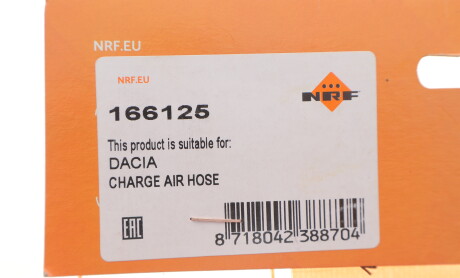 NRF.EU
NRF.EU
NRF
166125
This product is suitable for:
DACIA
CHARGE AIR HOSE
EAC
8 718042 388704